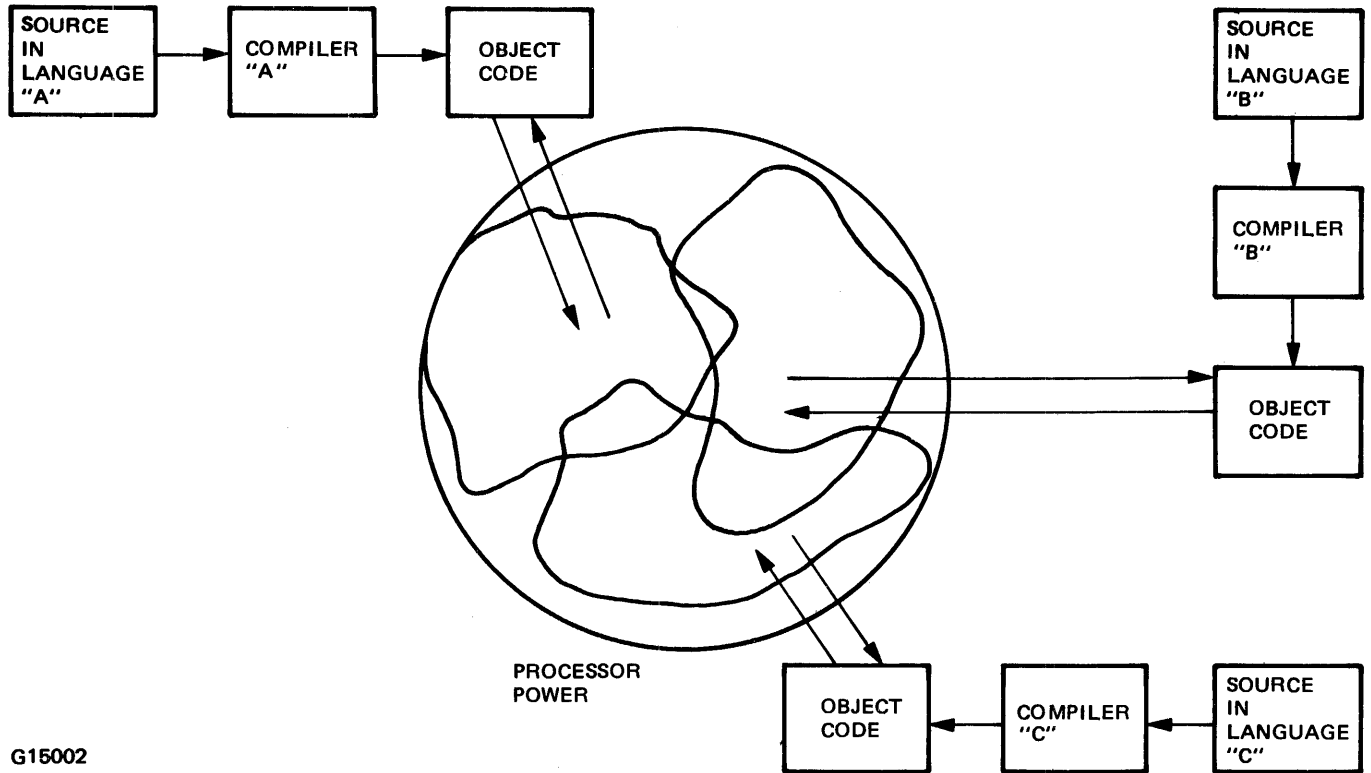 SOURCE
IN
LANGUAGE
"A"
COMPILER
"A"
OBJECT
CODE
SOURCE
IN
LANGUAGE
"B"
COMPILER
"B"
OBJECT
CODE
PROCESSOR
POWER
OBJECT
CODE
COMPILER
"C"
SOURCE
IN
LANGUAGE
"C"
G15002